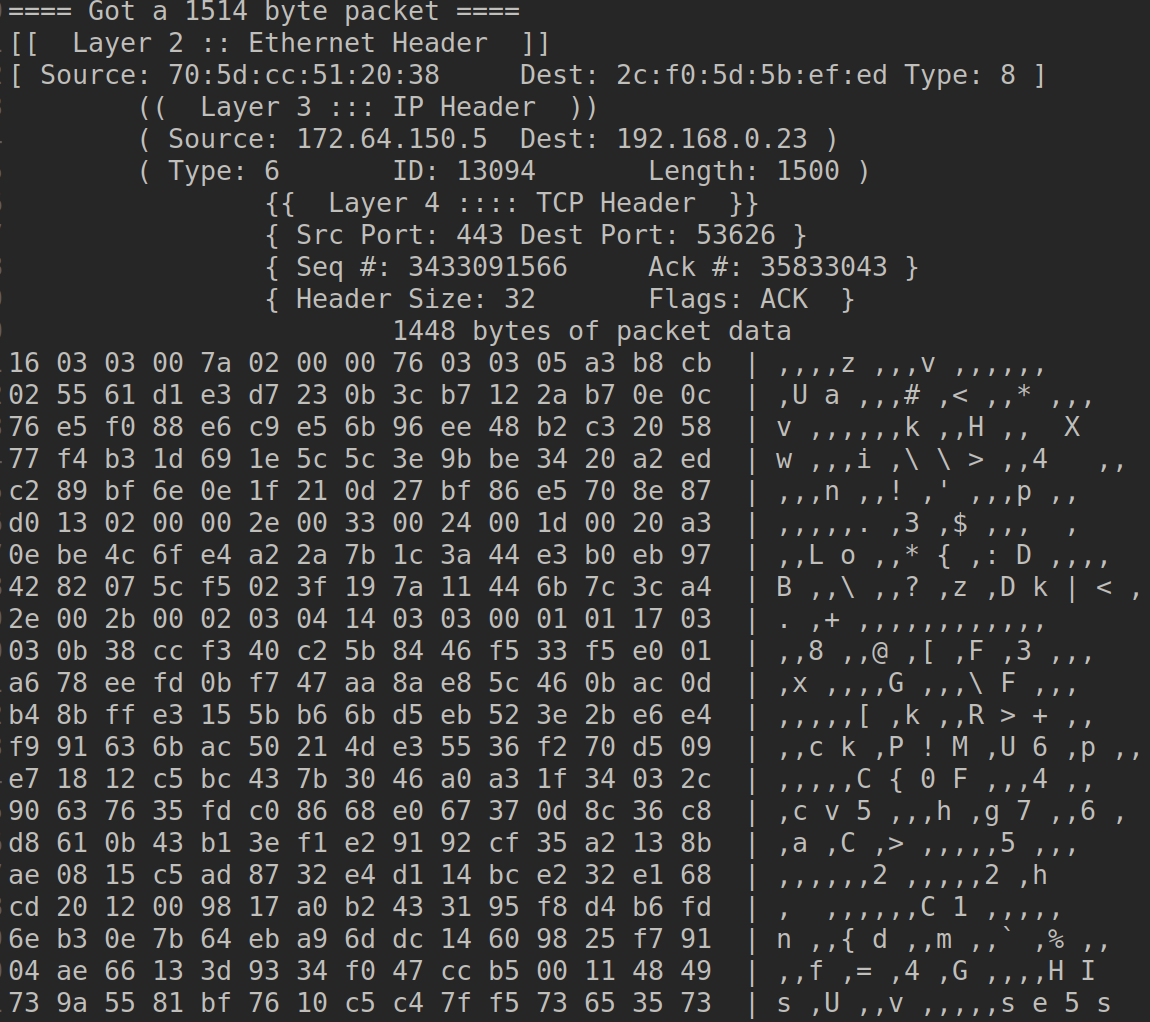 ==== Got a 1514 byte packet ====
[[  Layer 2 :: Ethernet Header  ]]
[ Source: 70:5d:cc:51:20:38     Dest: 2c:f0:5d:5b:ef:ed Type: 8 ]
        ((  Layer 3 ::: IP Header  ))
        ( Source: 172.64.150.5  Dest: 192.168.0.23 )
        ( Type: 6       ID: 13094       Length: 1500 )
                {{  Layer 4 :::: TCP Header  }}
                { Src Port: 443 Dest Port: 53626 }
                { Seq #: 3433091566     Ack #: 35833043 }
                { Header Size: 32       Flags: ACK  }
                        1448 bytes of packet data
16 03 03 00 7a 02 00 00 76 03 03 05 a3 b8 cb  | ,,,,z ,,,v ,,,,,,
02 55 61 d1 e3 d7 23 0b 3c b7 12 2a b7 0e 0c  | ,U a ,,,# ,< ,,* ,,,
76 e5 f0 88 e6 c9 e5 6b 96 ee 48 b2 c3 20 58  | v ,,,,,,k ,,H ,,  X
77 f4 b3 1d 69 1e 5c 5c 3e 9b be 34 20 a2 ed  | w ,,,i ,\ \ > ,,4   ,,
c2 89 bf 6e 0e 1f 21 0d 27 bf 86 e5 70 8e 87  | ,,,n ,,! ,' ,,,p ,,
d0 13 02 00 00 2e 00 33 00 24 00 1d 00 20 a3  | ,,,,,. ,3 ,$ ,,,  ,
0e be 4c 6f e4 a2 2a 7b 1c 3a 44 e3 b0 eb 97  | ,,L o ,,* { ,: D ,,,,
42 82 07 5c f5 02 3f 19 7a 11 44 6b 7c 3c a4  | B ,,\ ,,? ,z ,D k | < ,
2e 00 2b 00 02 03 04 14 03 03 00 01 01 17 03  | . ,+ ,,,,,,,,,,,,
03 0b 38 cc f3 40 c2 5b 84 46 f5 33 f5 e0 01  | ,,8 ,,@ ,[ ,F ,3 ,,,
a6 78 ee fd 0b f7 47 aa 8a e8 5c 46 0b ac 0d  | ,x ,,,,G ,,,\ F ,,,
b4 8b ff e3 15 5b b6 6b d5 eb 52 3e 2b e6 e4  | ,,,,,[ ,k ,,R > + ,,
f9 91 63 6b ac 50 21 4d e3 55 36 f2 70 d5 09  | ,,c k ,P ! M ,U 6 ,p ,,
e7 18 12 c5 bc 43 7b 30 46 a0 a3 1f 34 03 2c  | ,,,,,C { 0 F ,,,4 ,,
90 63 76 35 fd c0 86 68 e0 67 37 0d 8c 36 c8  | ,c v 5 ,,,h ,g 7 ,,6 ,
d8 61 0b 43 b1 3e f1 e2 91 92 cf 35 a2 13 8b  | ,a ,C ,> ,,,,,5 ,,,
ae 08 15 c5 ad 87 32 e4 d1 14 bc e2 32 e1 68  | ,,,,,,2 ,,,,,2 ,h
cd 20 12 00 98 17 a0 b2 43 31 95 f8 d4 b6 fd  | ,  ,,,,,,C 1 ,,,,,
6e b3 0e 7b 64 eb a9 6d dc 14 60 98 25 f7 91  | n ,,{ d ,,m ,,` ,% ,,
04 ae 66 13 3d 93 34 f0 47 cc b5 00 11 48 49  | ,,f ,= ,4 ,G ,,,,H I
73 9a 55 81 bf 76 10 c5 c4 7f f5 73 65 35 73  | s ,U ,,v ,,,,,s e 5 s